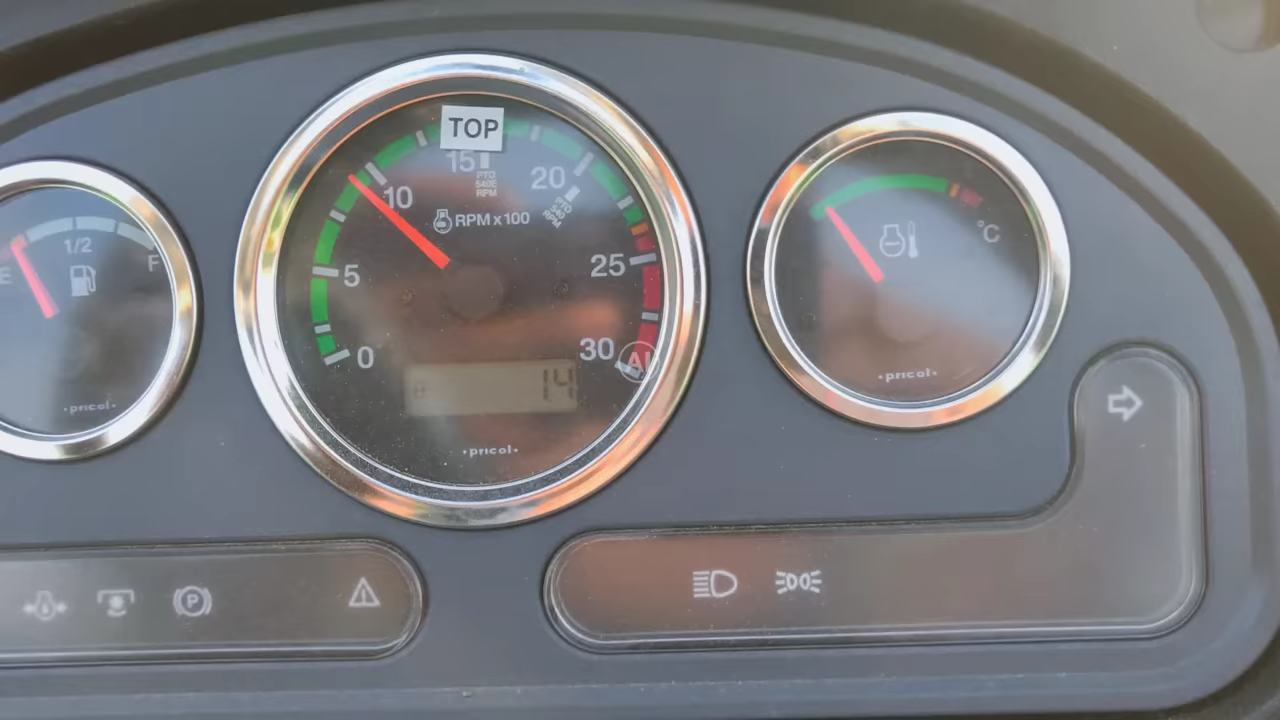 TOP
15
PTO
540E
RPM
10
20
PTO
540
RPM
RPM x 100
5
25
0
30
14
•pricol•
E
1/2
F
•pricol•
°C
•pricol•
P